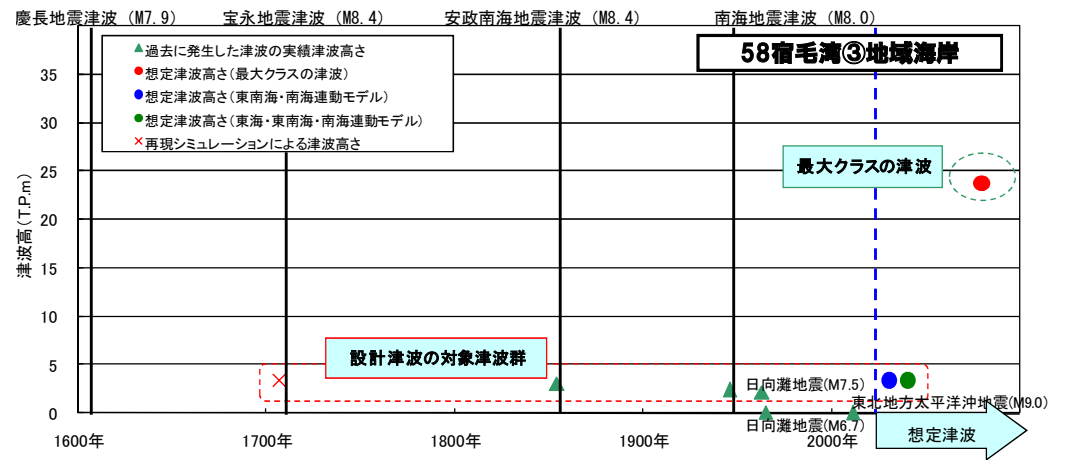 慶長地震津波（M7.9）
宝永地震津波（M8.4）
安政南海地震津波（M8.4）
南海地震津波（M8.0）
58宿毛湾③地域海岸
過去に発生した津波の実績津波高さ
想定津波高さ（最大クラスの津波）
想定津波高さ（東南海・南海連動モデル）
想定津波高さ（東海・東南海・南海連動モデル）
再現シミュレーションによる津波高さ
津波高（T.P.m）
35
30
25
20
15
10
5
0
最大クラスの津波
設計津波の対象津波群
日向灘地震(M7.5)
東北地方太平洋沖地震(M9.0)
日向灘地震(M6.7)
想定津波
1600年
1700年
1800年
1900年
2000年